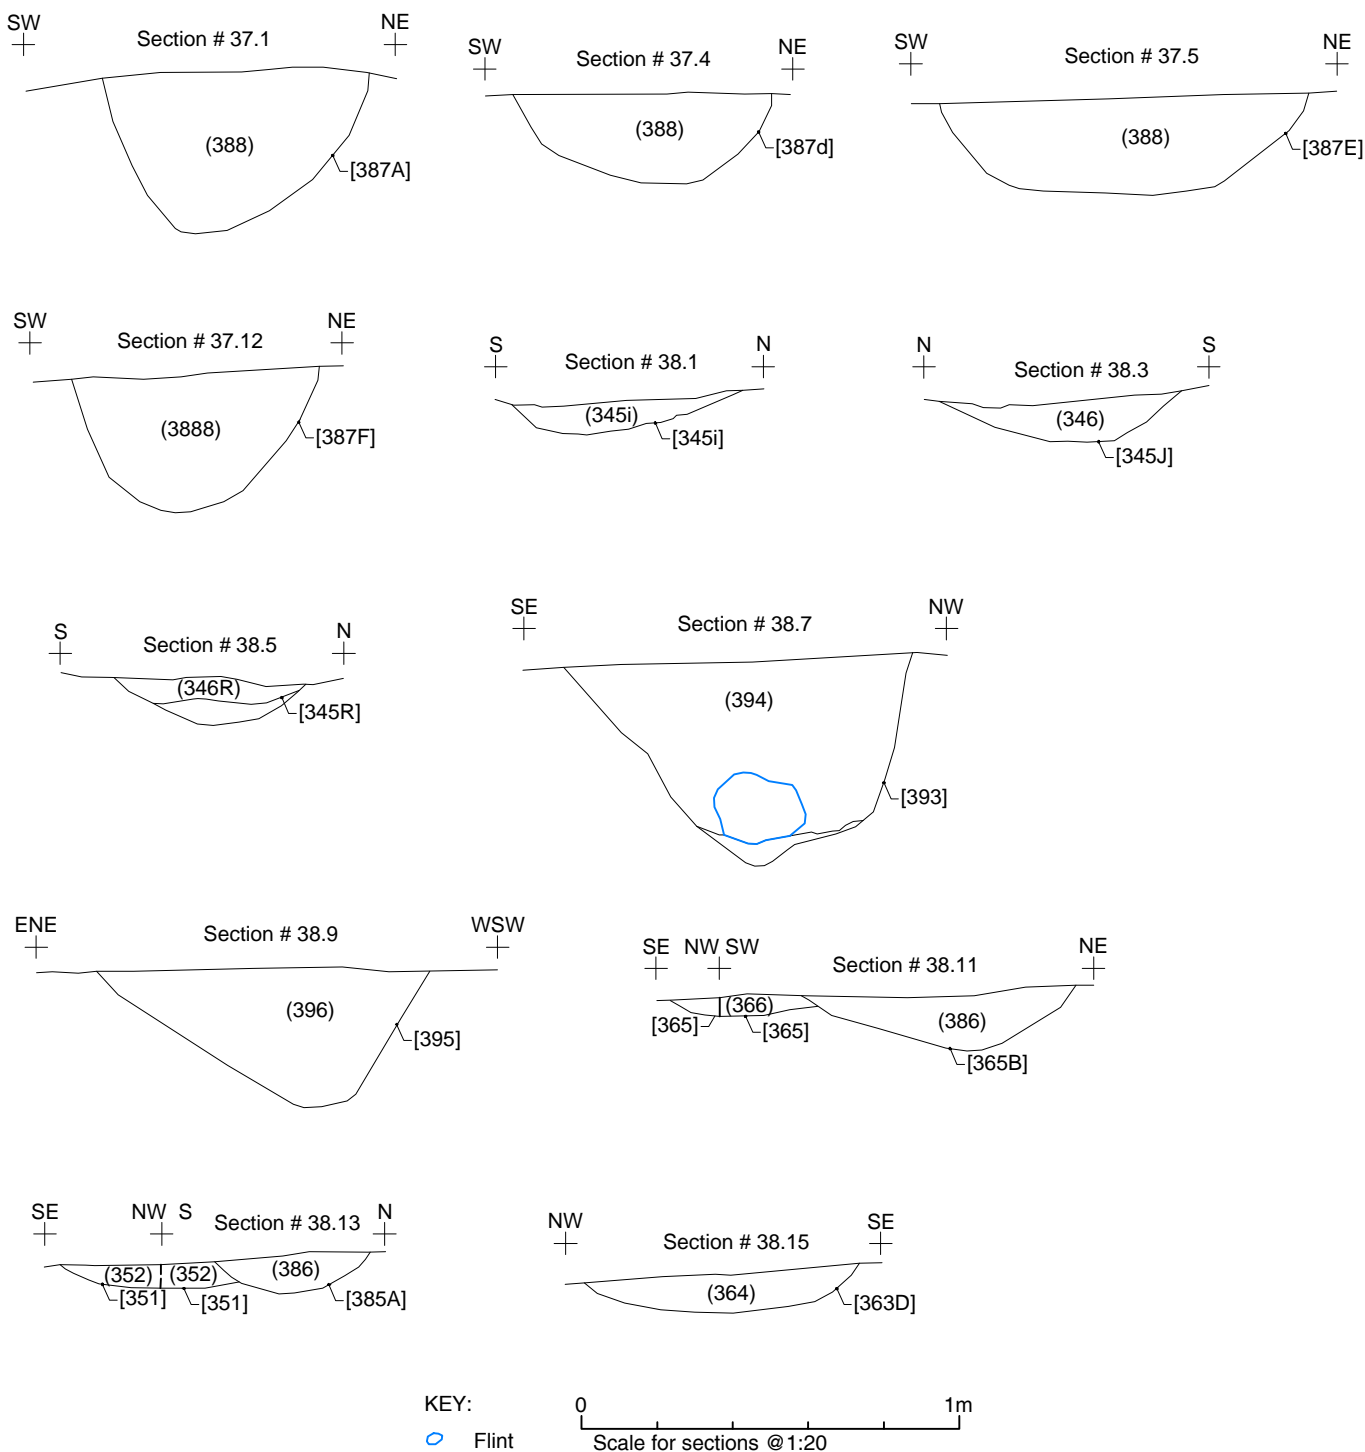 SW Section # 37.1 NE
(388)
[387A]
SW Section # 37.4 NE
(388)
[387d]
SW Section # 37.5 NE
(388)
[387E]
SW Section # 37.12 NE
(3888)
[387F]
S Section # 38.1 N
(345i)
[345i]
N Section # 38.3 S
(346)
[345J]
S Section # 38.5 N
(346R)
[345R]
SE Section # 38.7 NW
(394)
[393]
ENE Section # 38.9 WSW
(396)
[395]
SE NW SW Section # 38.11 NE
(366)
[365] [365]
(386)
[365B]
SE NW S Section # 38.13 N
(352) (352) (386)
[351] [351] [385A]
NW Section # 38.15 SE
(364)
[363D]
KEY:
Flint
0 1m
Scale for sections @1:20